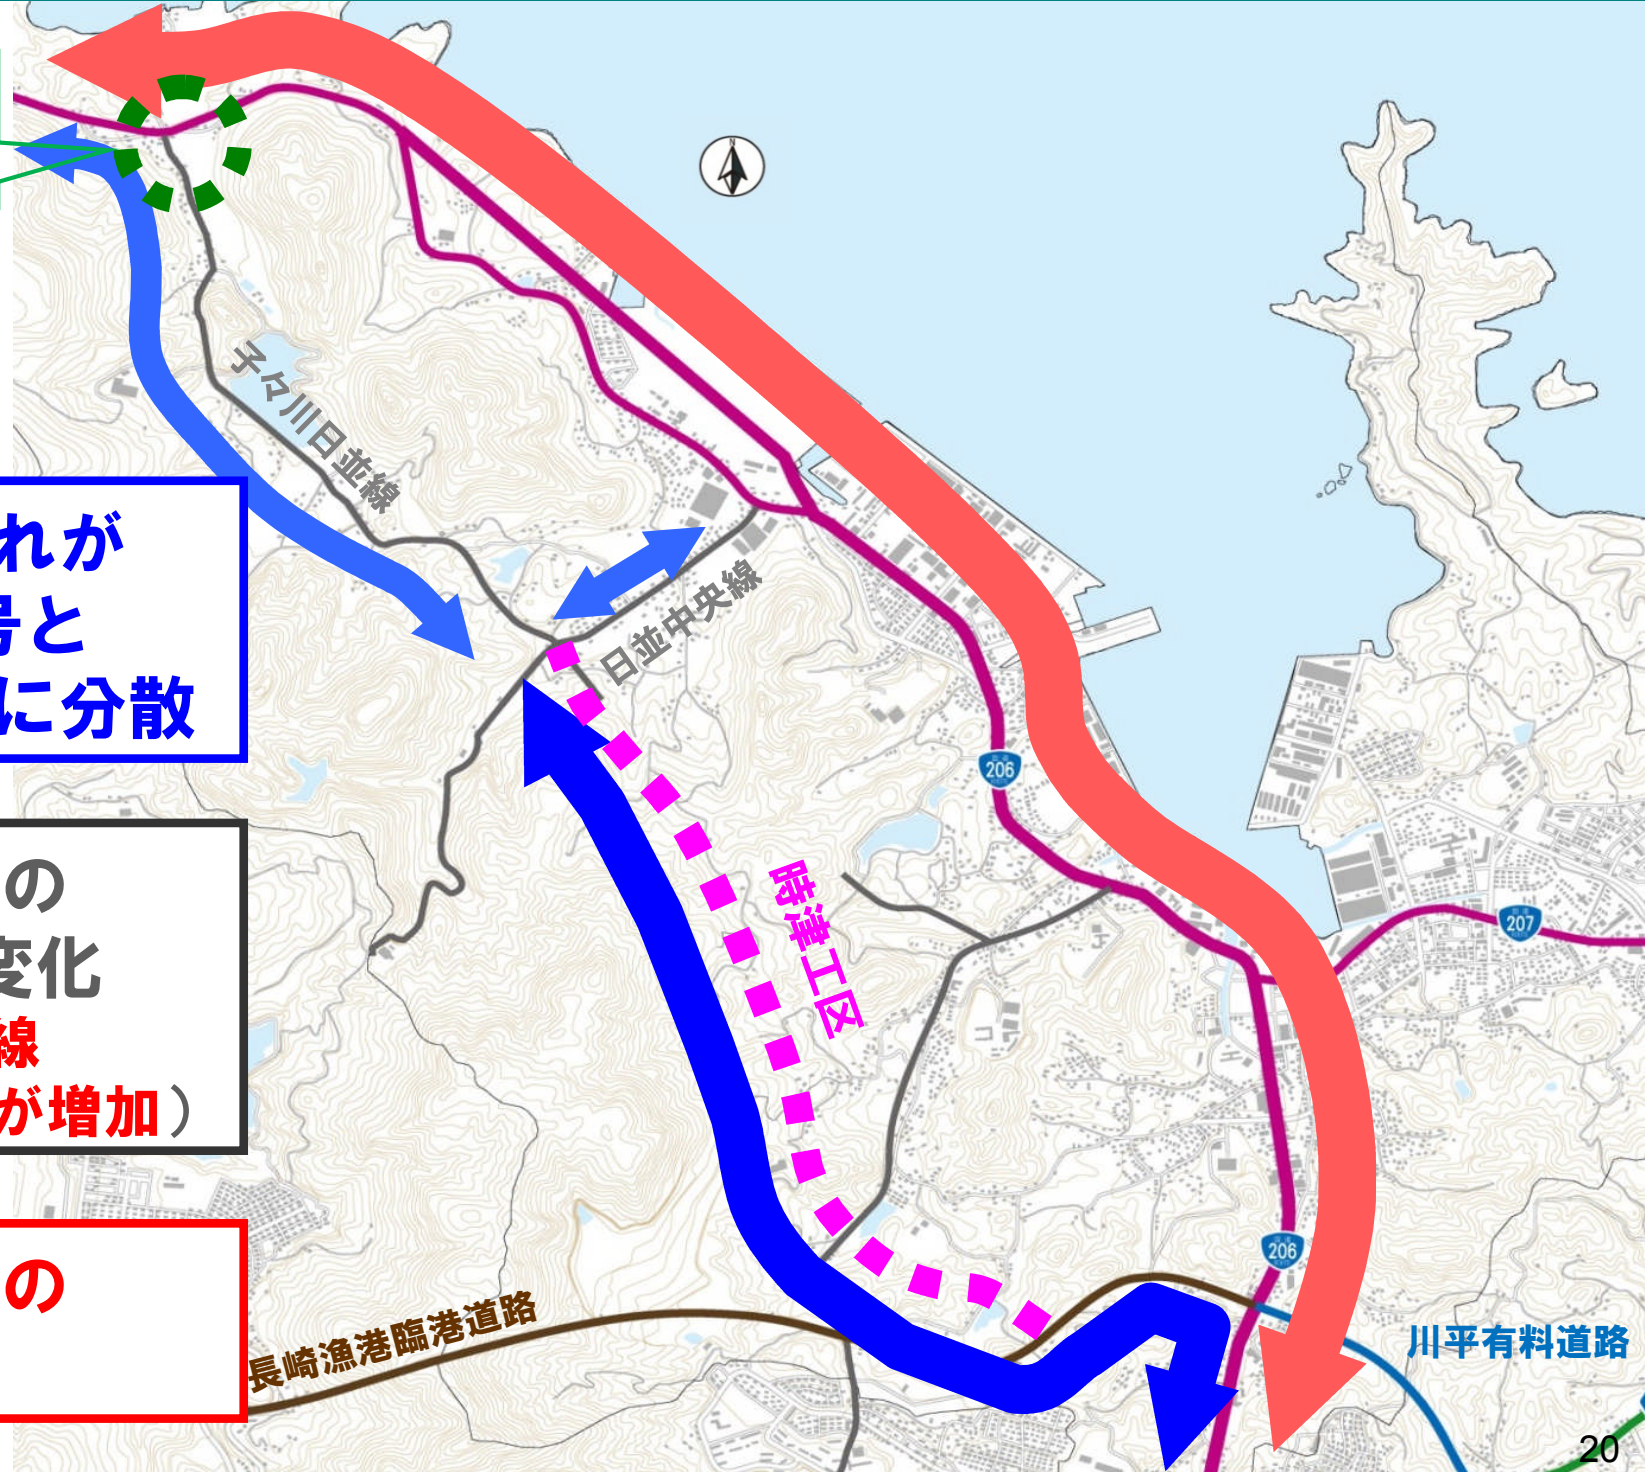 N
子々川日並線
れが
号と
に分散
日並中央線
206
の
変化
線
が増加）
時津工区
207
206
の
長崎漁港臨港道路
川平有料道路
20